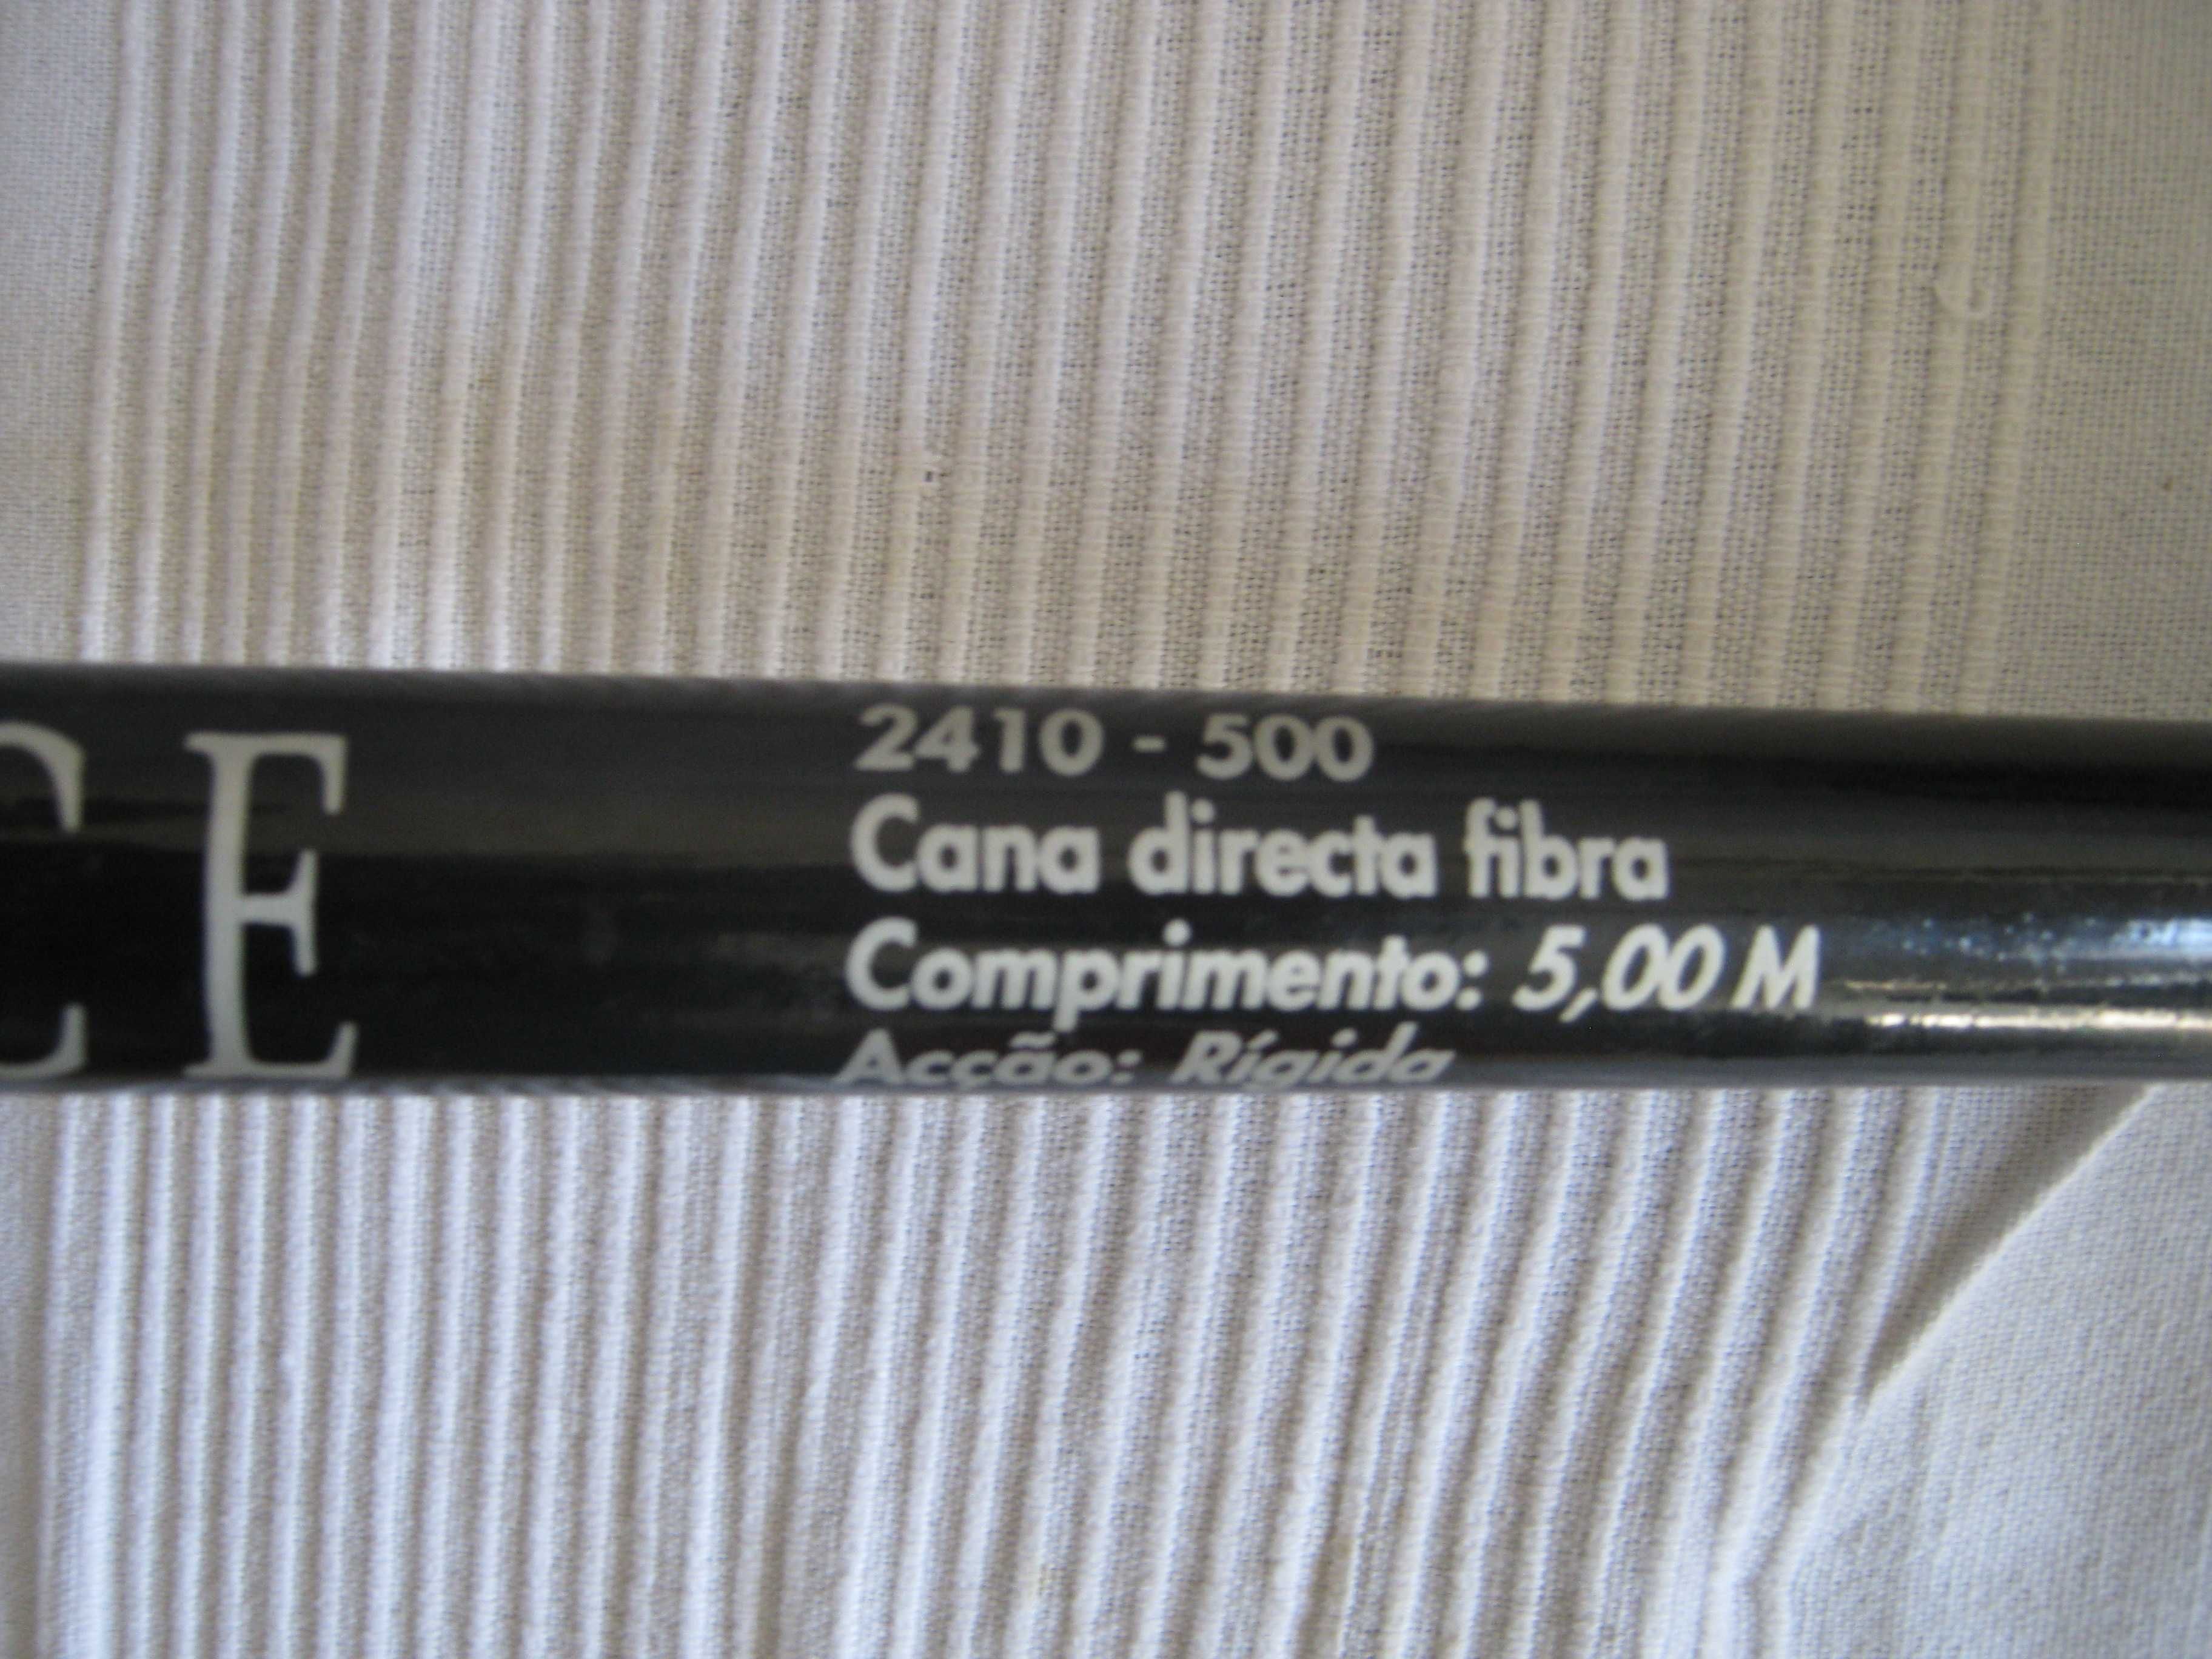 CE
2410 - 500
Cana directa fibra
Comprimento: 5,00 M
Acção: Rígida